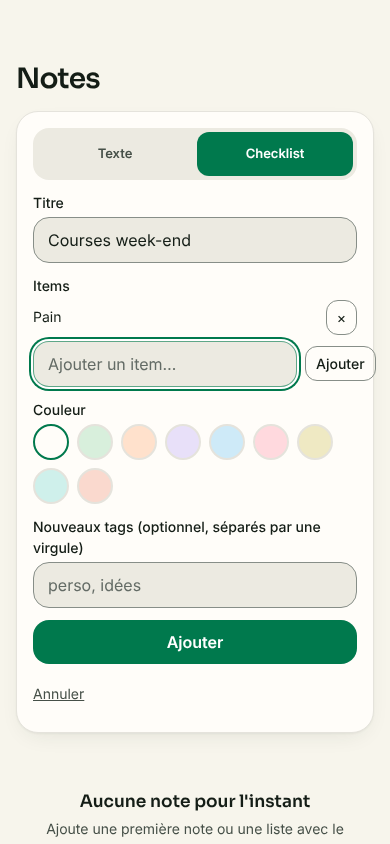 Notes
Texte
Checklist
Titre
Courses week-end
Items
Pain
×
Ajouter un item...
Ajouter
Couleur
Nouveaux tags (optionnel, séparés par une
virgule)
perso, idées
Ajouter
Annuler
Aucune note pour l'instant
Ajoute une première note ou une liste avec le